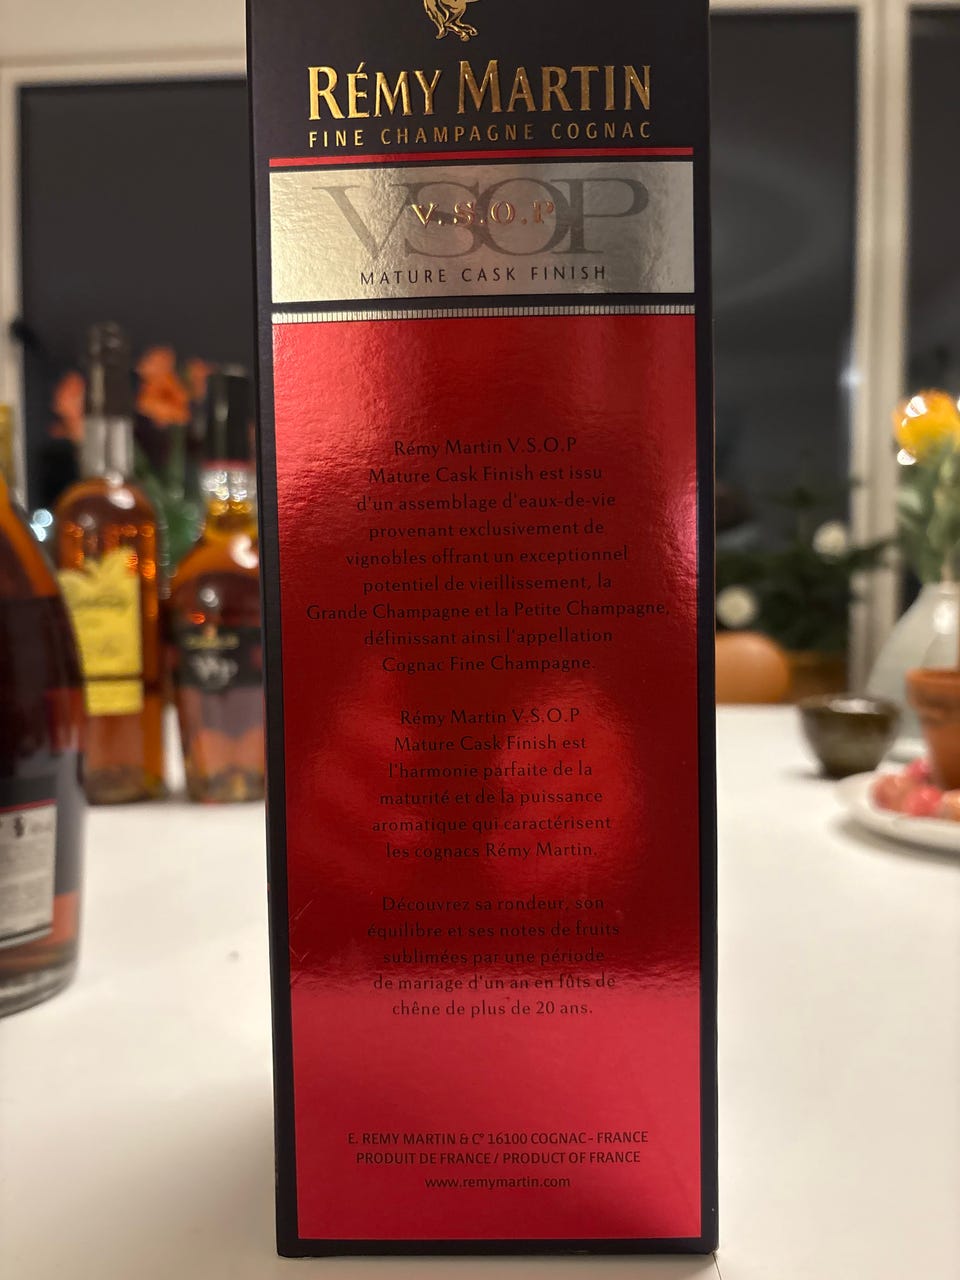 RÉMY MARTIN
FINE CHAMPAGNE COGNAC
VSOP
V.S.O.P
MATURE CASK FINISH
Rémy Martin V.S.O.P
Mature Cask Finish est issu
d'un assemblage d'eaux-de-vie
provenant exclusivement de
vignobles offrant un exceptionnel
potentiel de vieillissement, la
Grande Champagne et la Petite Champagne,
définissant ainsi l'appellation
Cognac Fine Champagne.
Rémy Martin V.S.O.P
Mature Cask Finish est
l'harmonie parfaite de la
maturité et de la puissance
aromatique qui caractérisent
les cognacs Rémy Martin.
Découvrez sa rondeur, son
équilibre et ses notes de fruits
sublimées par une période
de mariage d'un an en fûts de
chêne de plus de 20 ans.
E. REMY MARTIN & C° 16100 COGNAC - FRANCE
PRODUIT DE FRANCE / PRODUCT OF FRANCE
www.remymartin.com